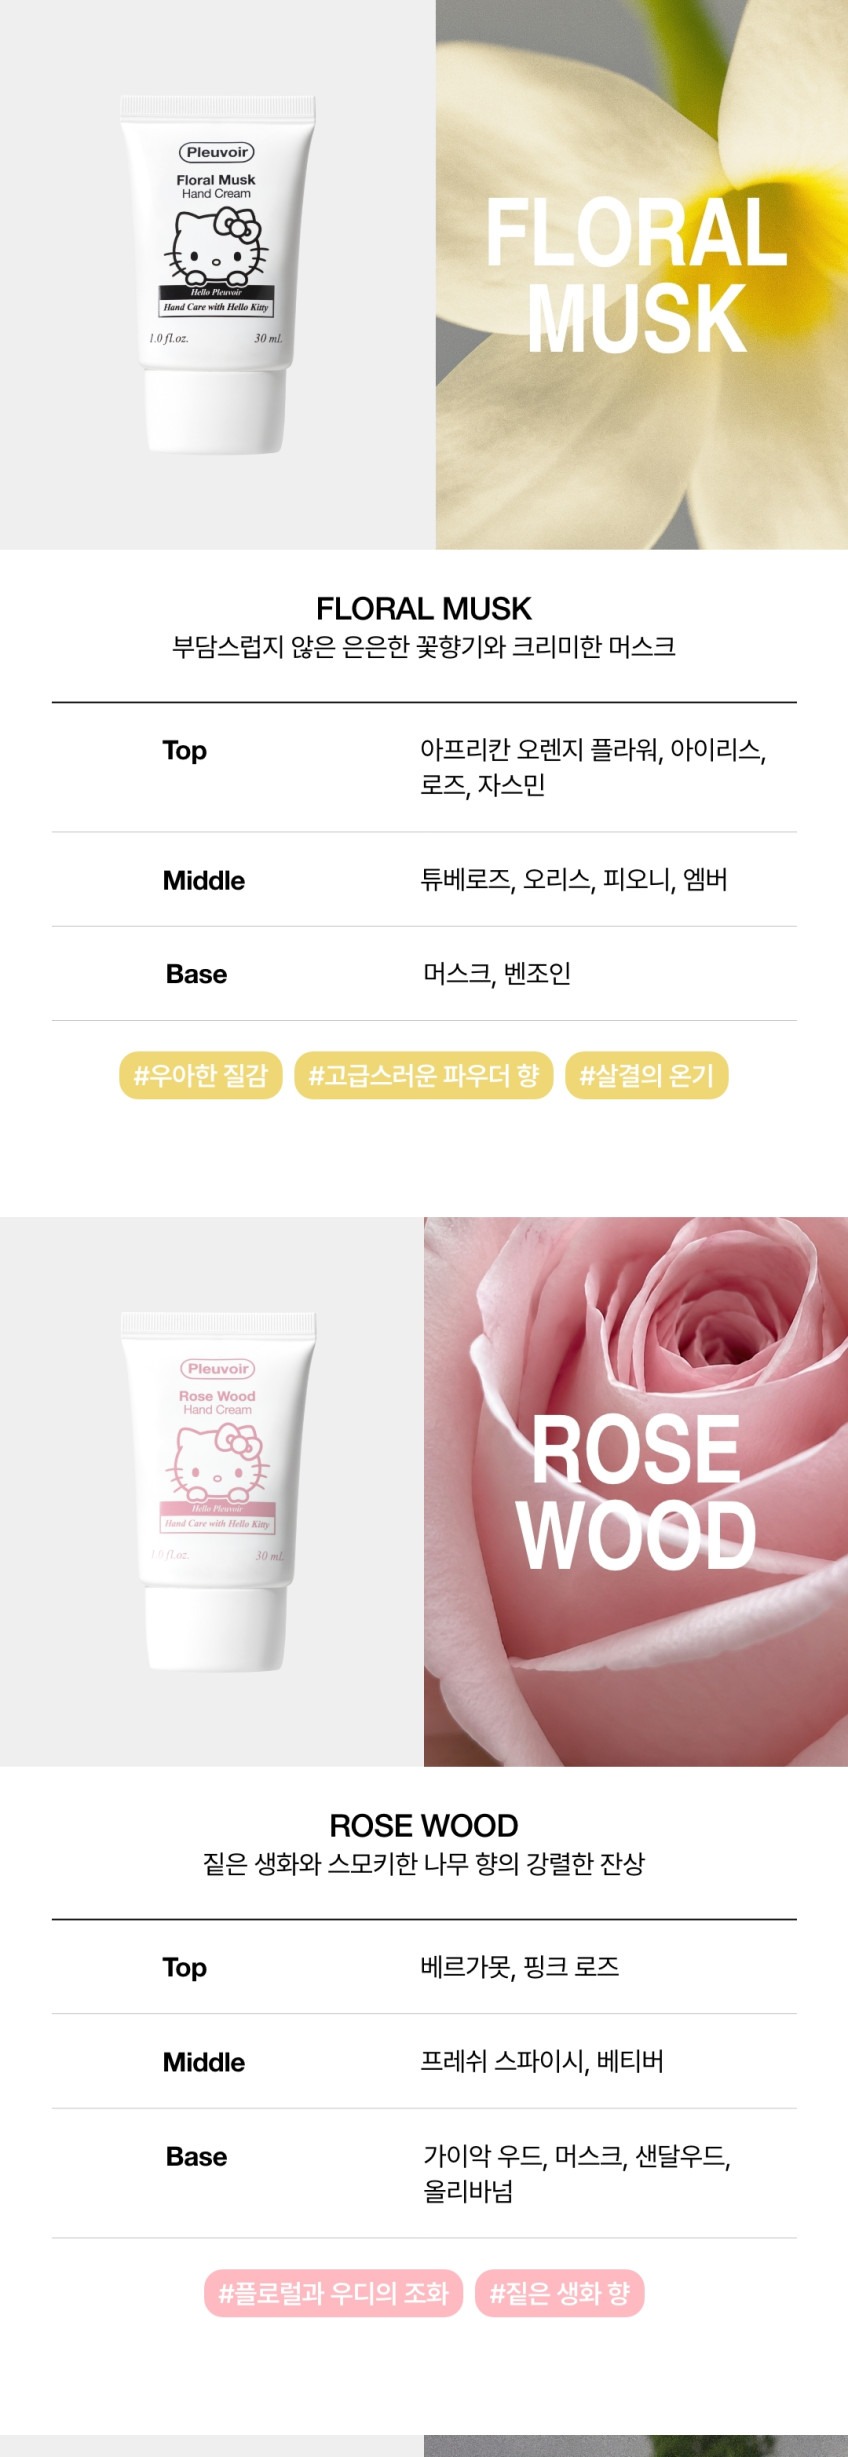 Pleuvoir
Floral Musk
Hand Cream
Hello Pleuvoir
Hand Care with Hello Kitty
1.0 fl.oz. 30 ml.
FLORAL
MUSK
FLORAL MUSK
부담스럽지 않은 은은한 꽃향기와 크리미한 머스크
Top
아프리칸 오렌지 플라워, 아이리스,
로즈, 자스민
Middle
튜베로즈, 오리스, 피오니, 엠버
Base
머스크, 벤조인
#우아한 질감 #고급스러운 파우더 향 #살결의 온기
Pleuvoir
Rose Wood
Hand Cream
Hello Pleuvoir
Hand Care with Hello Kitty
1.0 fl.oz. 30 ml.
ROSE
WOOD
ROSE WOOD
짙은 생화와 스모키한 나무 향의 강렬한 잔상
Top
베르가못, 핑크 로즈
Middle
프레쉬 스파이시, 베티버
Base
가이악 우드, 머스크, 샌달우드,
올리바넘
#플로럴과 우디의 조화 #짙은 생화 향